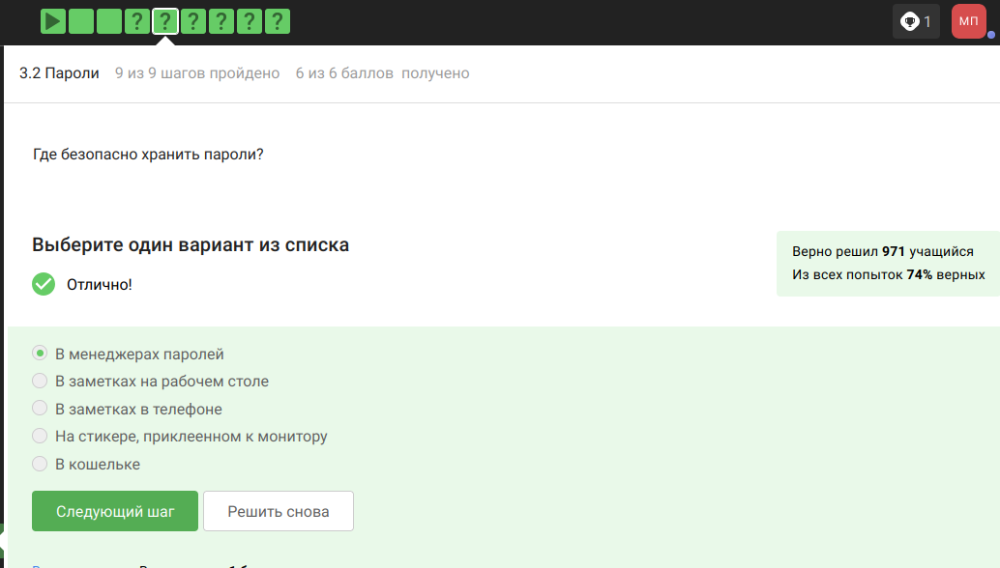 ? ? ? ? ? ?
1
МП
3.2 Пароли 9 из 9 шагов пройдено 6 из 6 баллов получено
Где безопасно хранить пароли?
Выберите один вариант из списка
Отлично!
Верно решил 971 учащийся
Из всех попыток 74% верных
В менеджерах паролей
В заметках на рабочем столе
В заметках в телефоне
На стикере, приклеенном к монитору
В кошельке
Следующий шаг
Решить снова